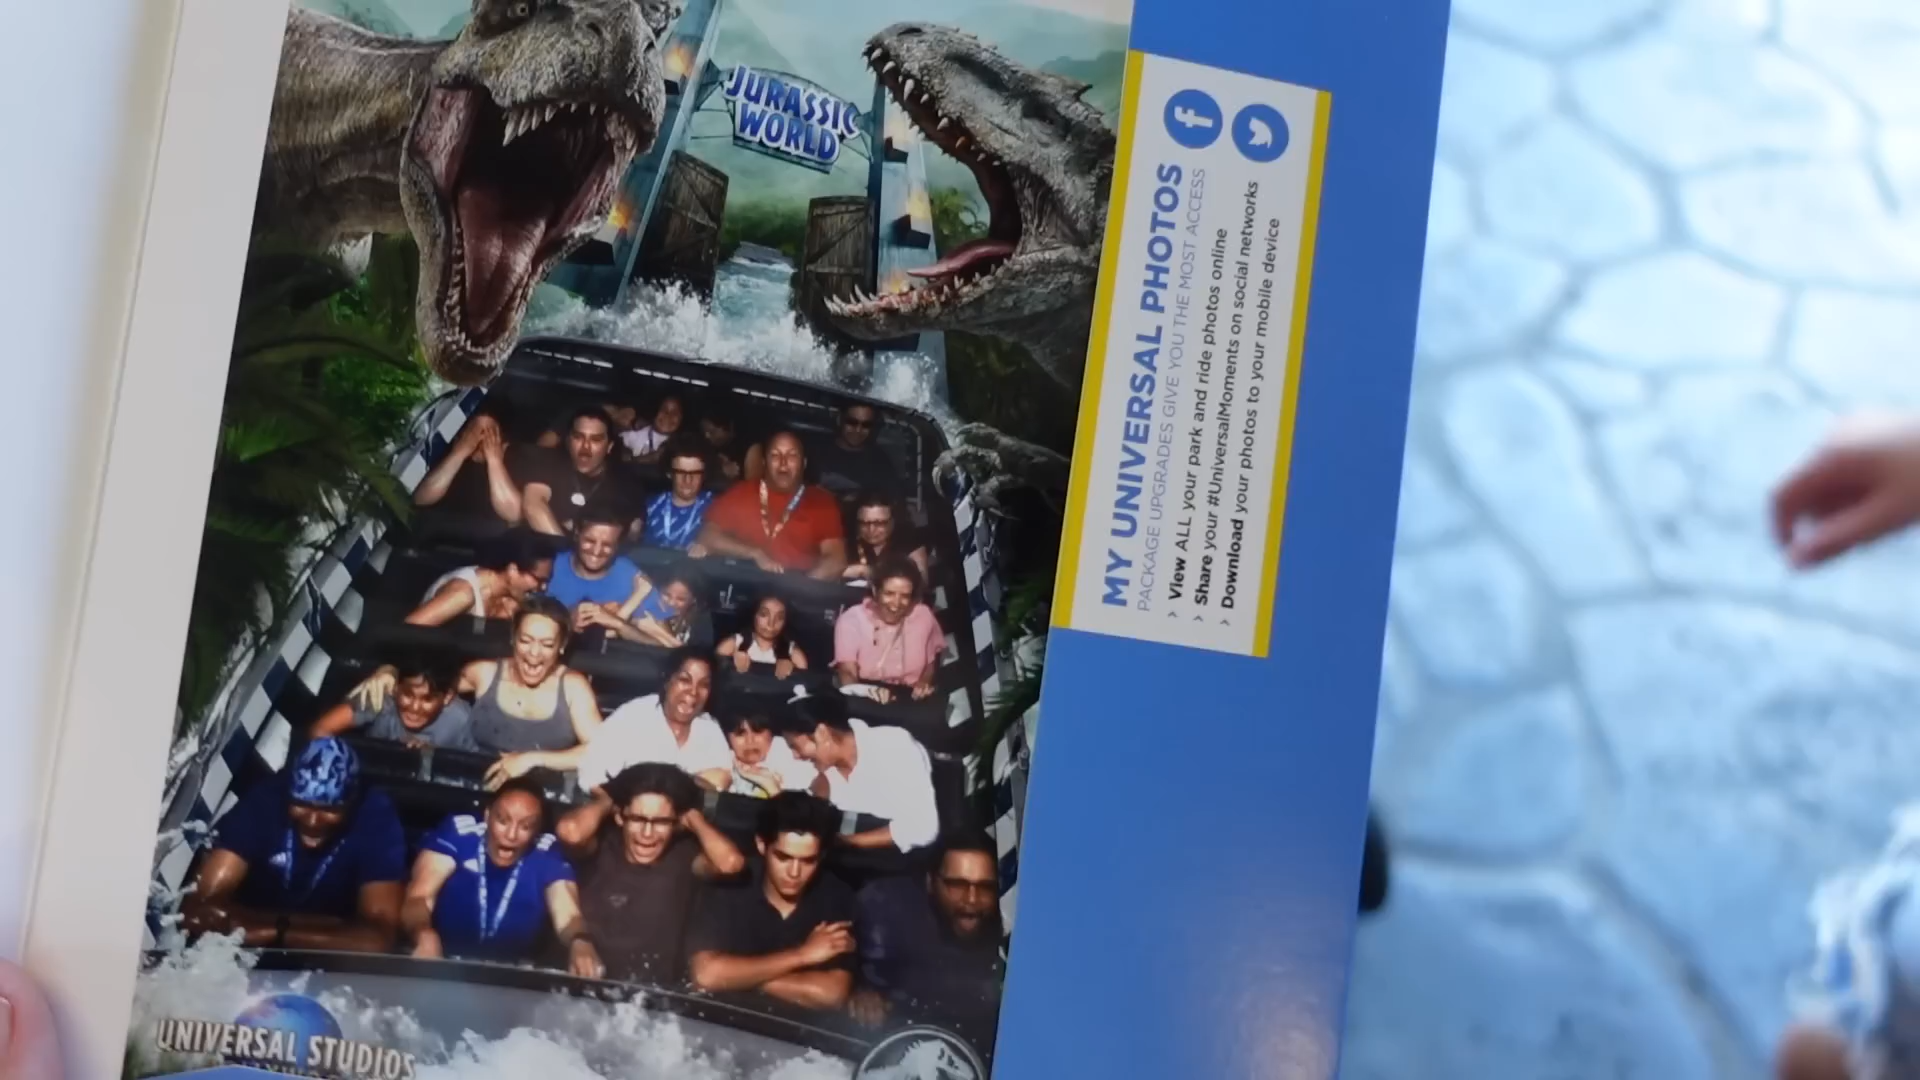 JURASSIC
WORLD
MY UNIVERSAL PHOTOS
PACKAGE UPGRADES GIVE YOU THE MOST ACCESS
> View ALL your park and ride photos online
> Share your #UniversalMoments on social networks
> Download your photos to your mobile device
UNIVERSAL STUDIOS